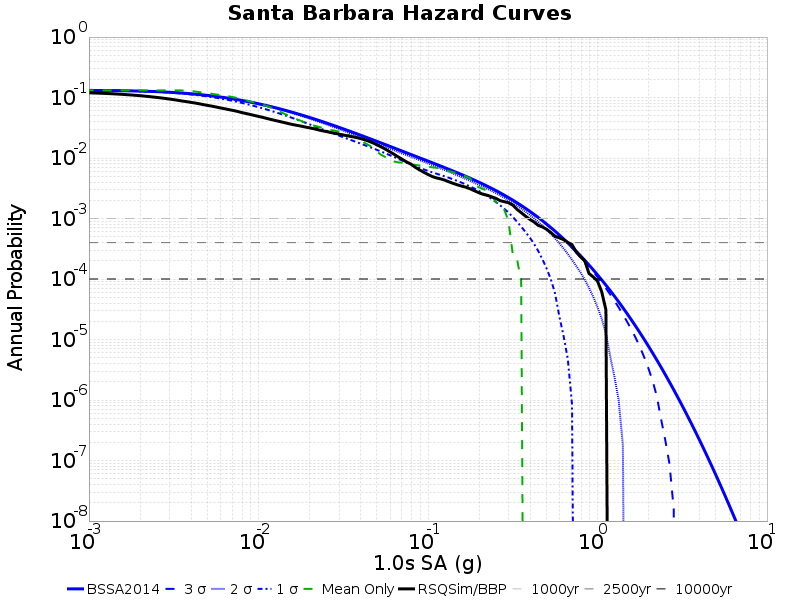 Santa Barbara Hazard Curves
Annual Probability
10^0
10^-1
10^-2
10^-3
10^-4
10^-5
10^-6
10^-7
10^-8
10^-3 10^-2 10^-1 10^0 10^1
1.0s SA (g)
BSSA2014 3 σ 2 σ 1 σ Mean Only RSQSim/BBP 1000yr 2500yr 10000yr